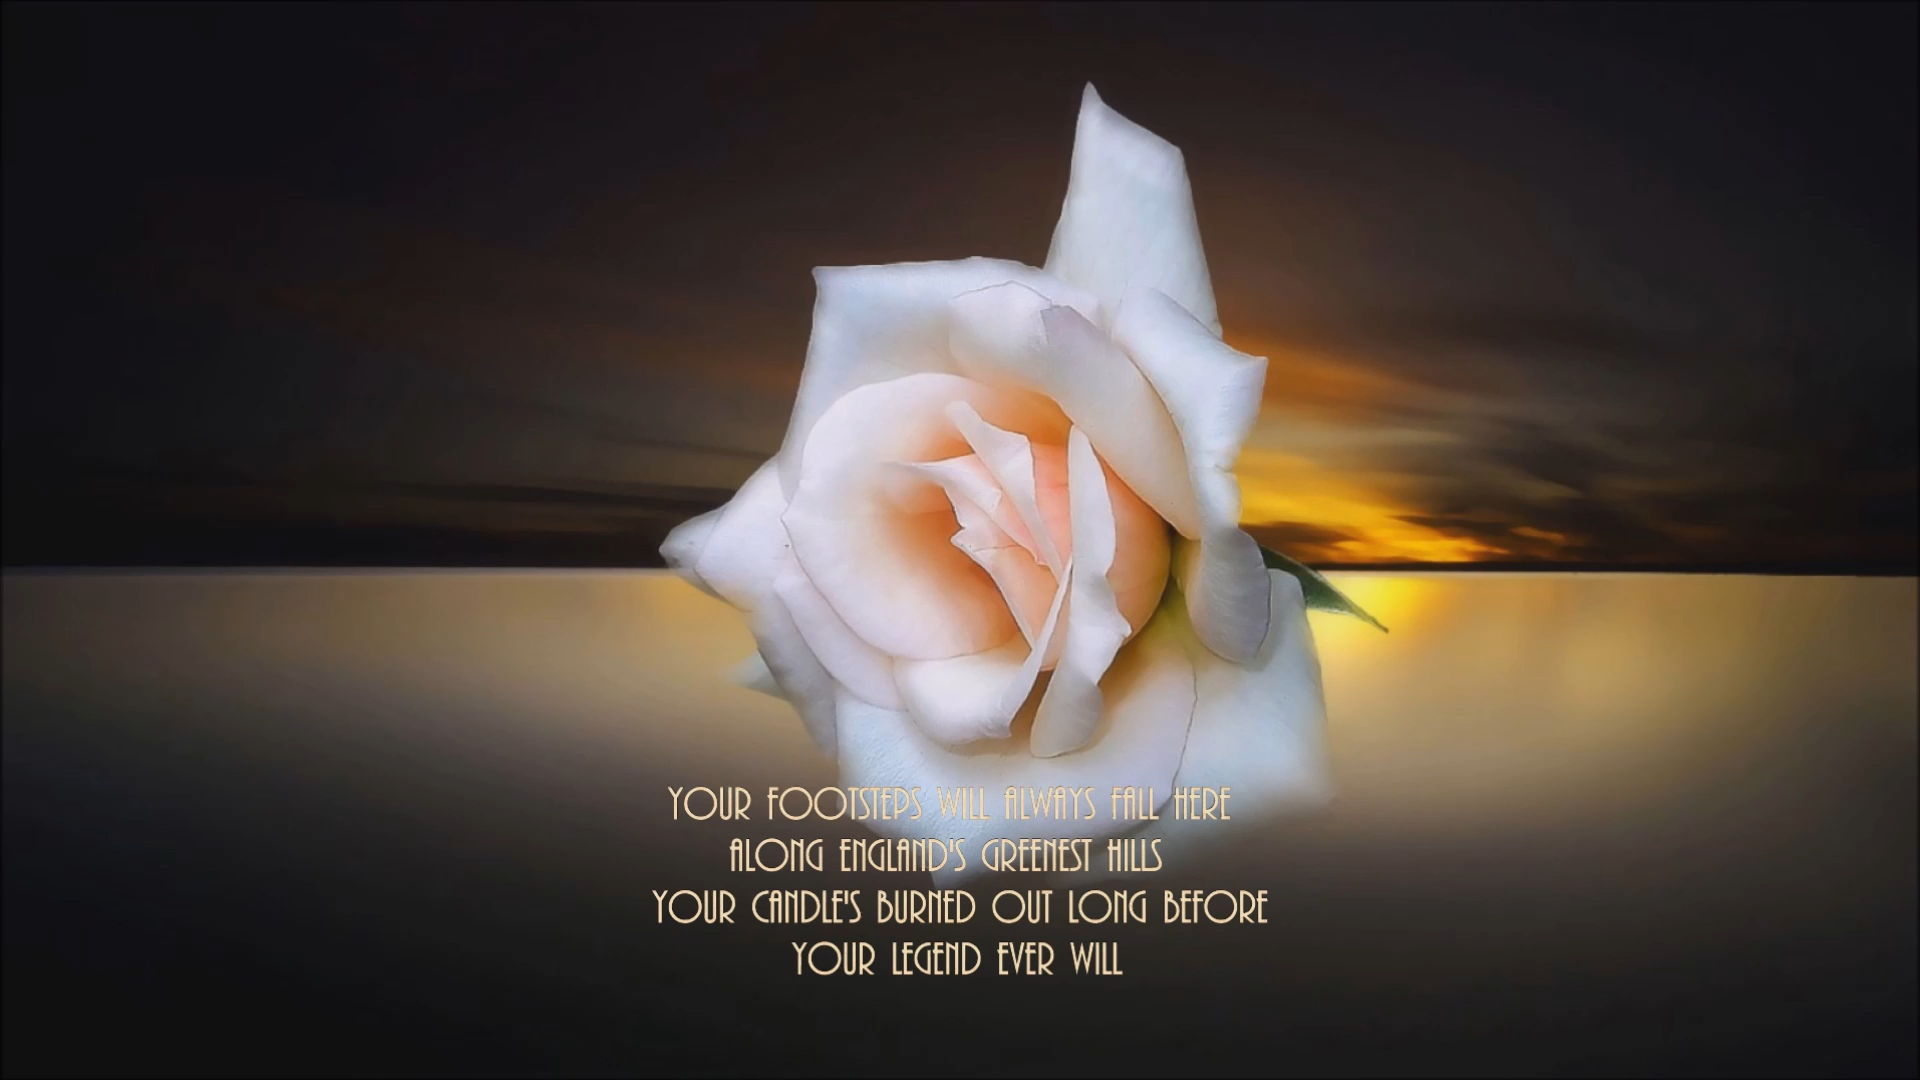 YOUR FOOTSTEPS WILL ALWAYS FALL HERE
ALONG ENGLAND'S GREENEST HILLS
YOUR CANDLE'S BURNED OUT LONG BEFORE
YOUR LEGEND EVER WILL